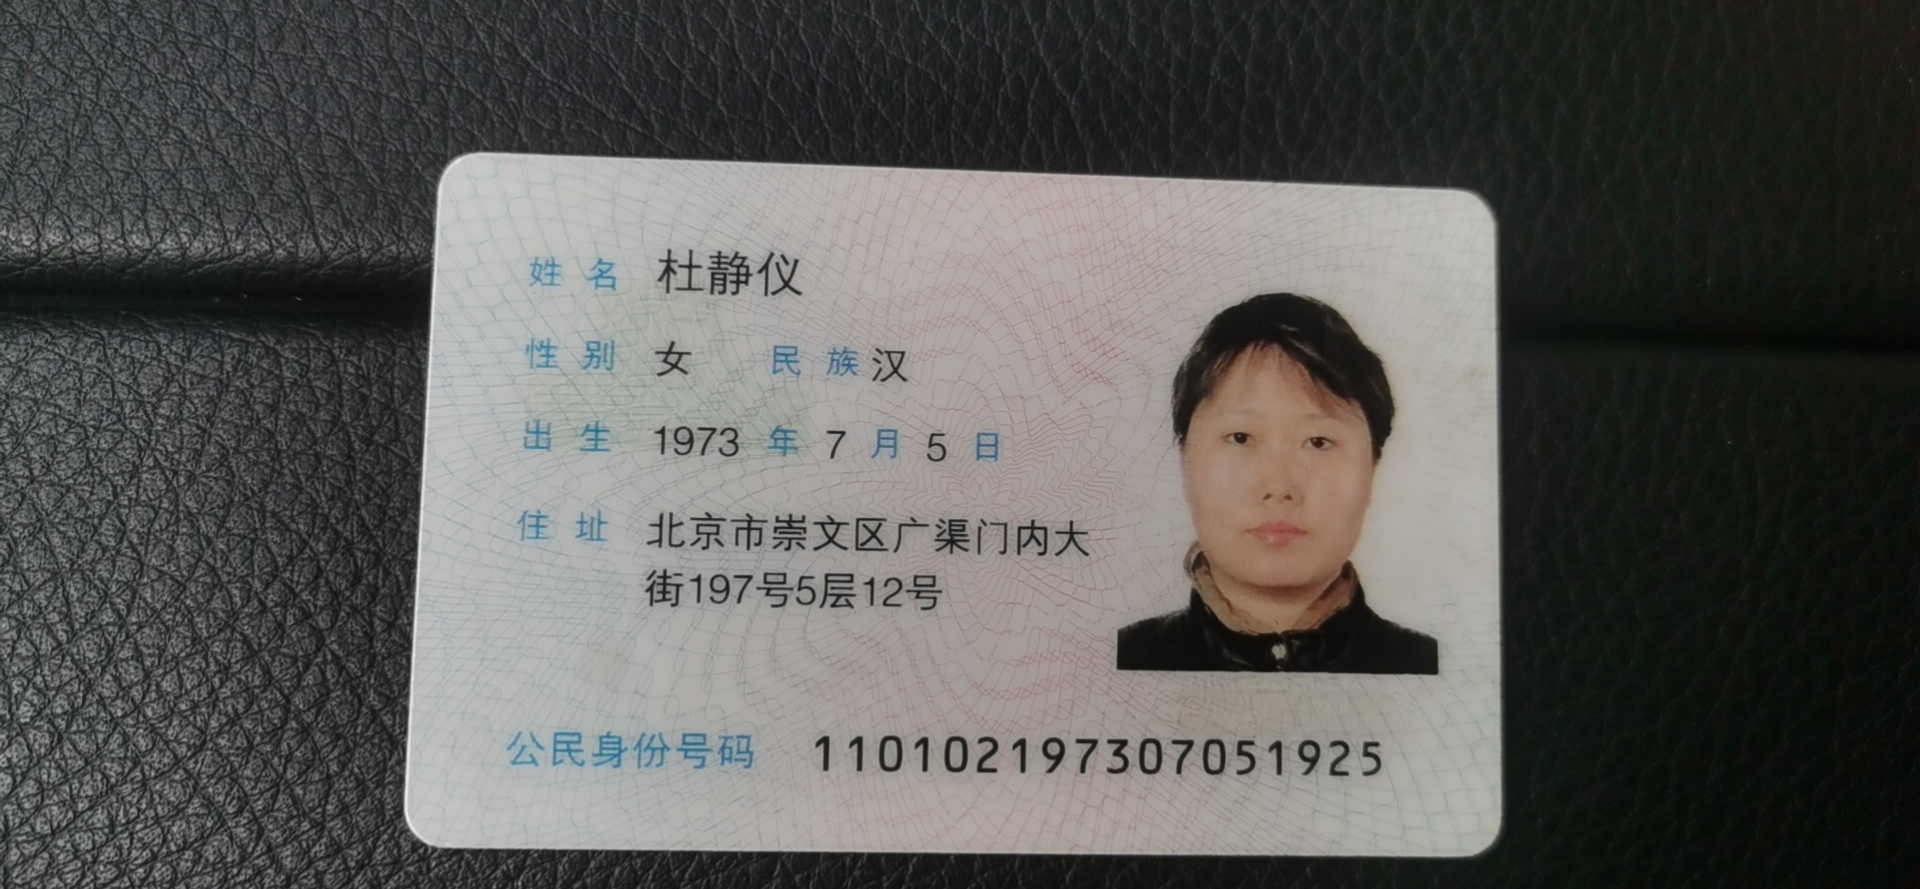 姓名 杜静仪
性别 女 民族 汉
出生 1973 年 7 月 5 日
住址 北京市崇文区广渠门内大
街197号5层12号
公民身份号码 110102197307051925